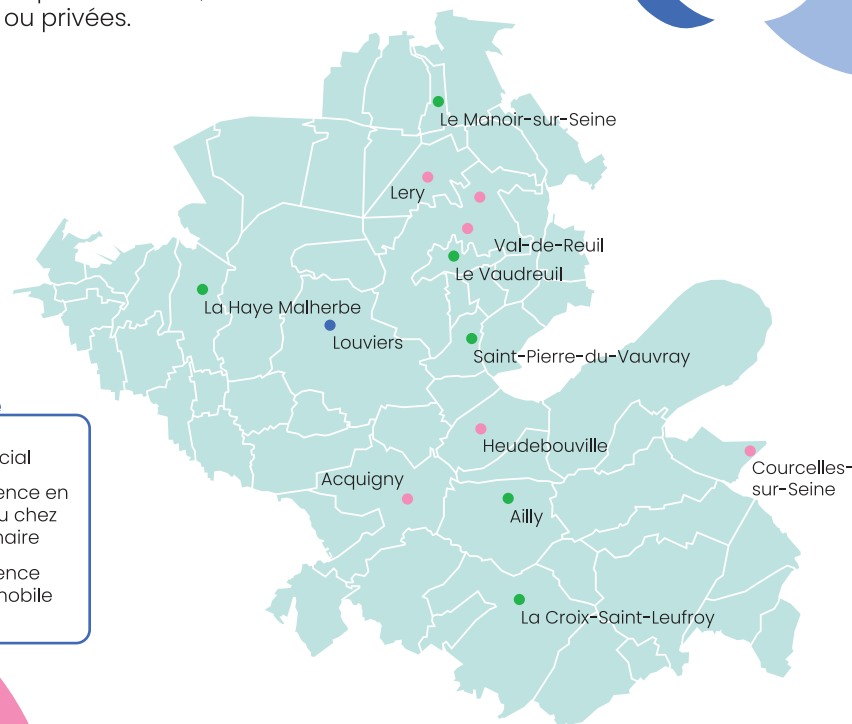 ou privées.
Le Manoir-sur-Seine
Lery
Val-de-Reuil
Le Vaudreuil
La Haye Malherbe
Louviers
Saint-Pierre-du-Vauvray
Heudebouville
Courcelles-
sur-Seine
Acquigny
Ailly
La Croix-Saint-Leufroy
cial
ence en
u chez
naire
ence
nobile